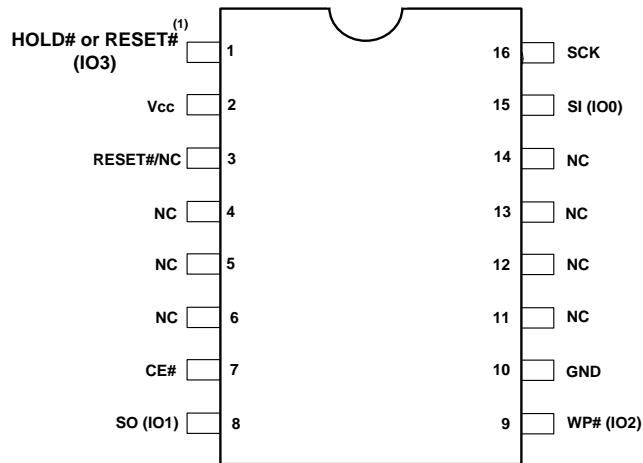 HOLD# or RESET#(1)
(IO3)
1
16
SCK
Vcc
2
15
SI (IO0)
RESET#/NC
3
14
NC
NC
4
13
NC
NC
5
12
NC
NC
6
11
NC
CE#
7
10
GND
SO (IO1)
8
9
WP# (IO2)